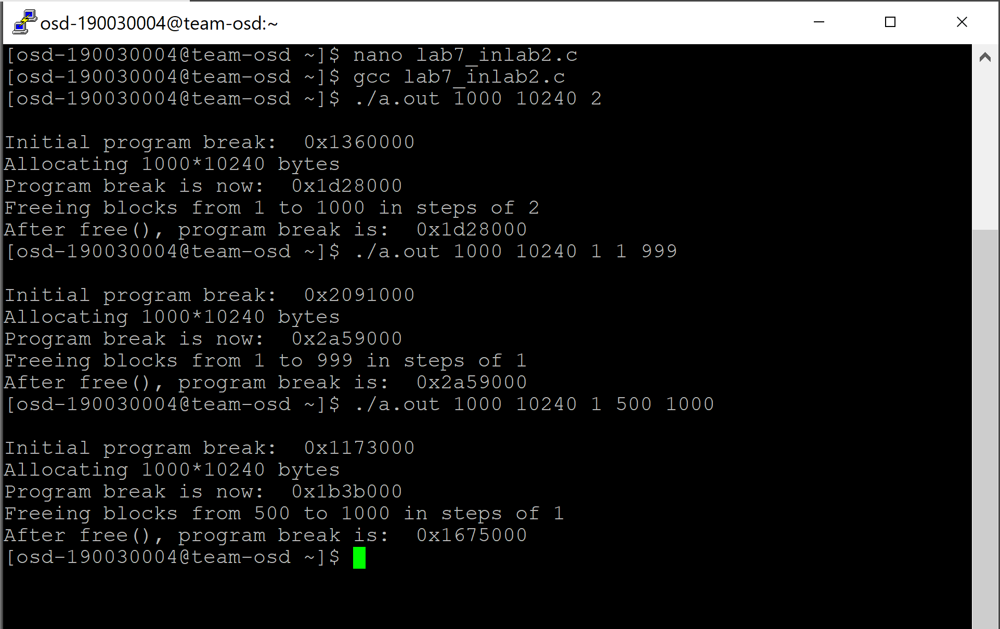 osd-190030004@team-osd:~
[osd-190030004@team-osd ~]$ nano lab7_inlab2.c
[osd-190030004@team-osd ~]$ gcc lab7_inlab2.c
[osd-190030004@team-osd ~]$ ./a.out 1000 10240 2
Initial program break:  0x1360000
Allocating 1000*10240 bytes
Program break is now:  0x1d28000
Freeing blocks from 1 to 1000 in steps of 2
After free(), program break is:  0x1d28000
[osd-190030004@team-osd ~]$ ./a.out 1000 10240 1 1 999
Initial program break:  0x2091000
Allocating 1000*10240 bytes
Program break is now:  0x2a59000
Freeing blocks from 1 to 999 in steps of 1
After free(), program break is:  0x2a59000
[osd-190030004@team-osd ~]$ ./a.out 1000 10240 1 500 1000
Initial program break:  0x1173000
Allocating 1000*10240 bytes
Program break is now:  0x1b3b000
Freeing blocks from 500 to 1000 in steps of 1
After free(), program break is:  0x1675000
[osd-190030004@team-osd ~]$